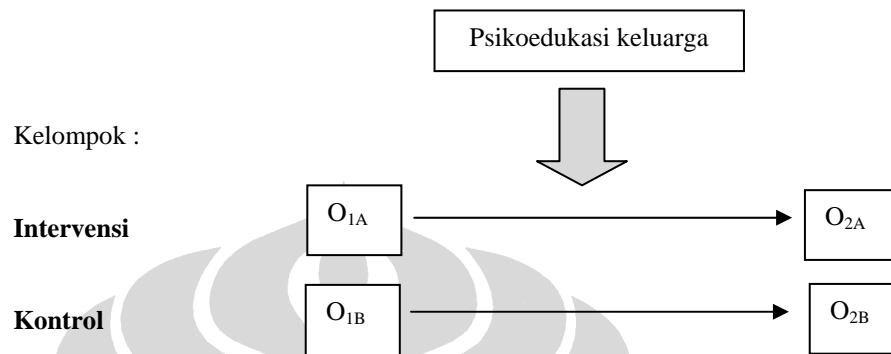 Psikoedukasi keluarga
Kelompok :
Intervensi O1A O2A
Kontrol O1B O2B